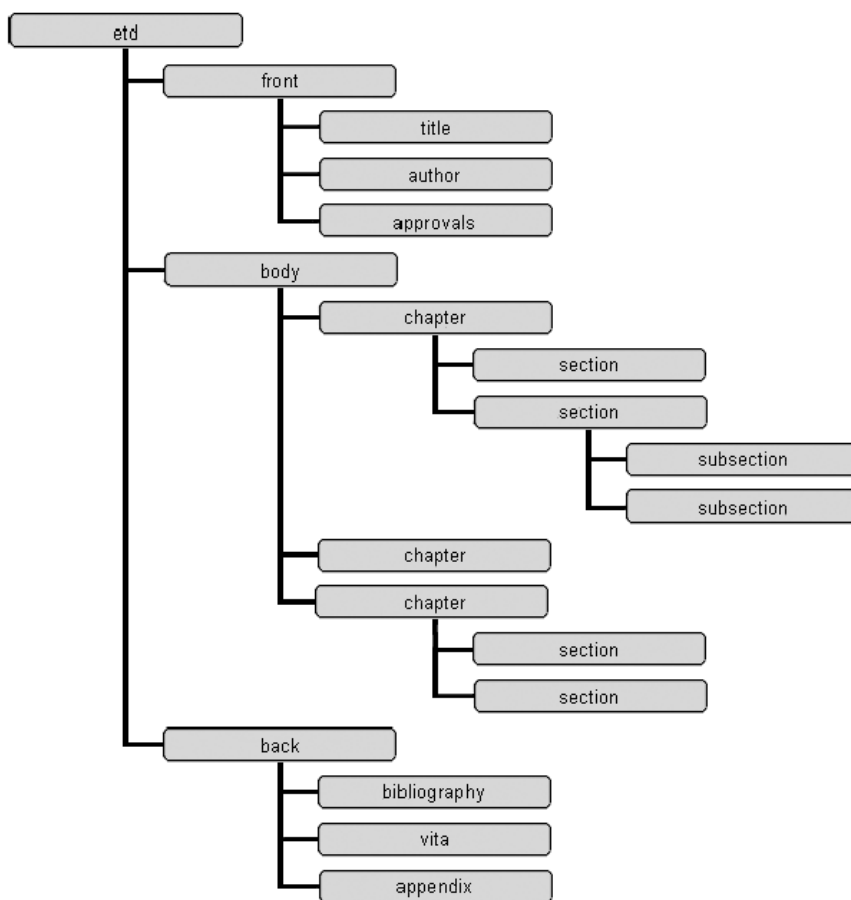 etd
front
title
author
approvals
body
chapter
section
section
subsection
subsection
chapter
chapter
section
section
back
bibliography
vita
appendix